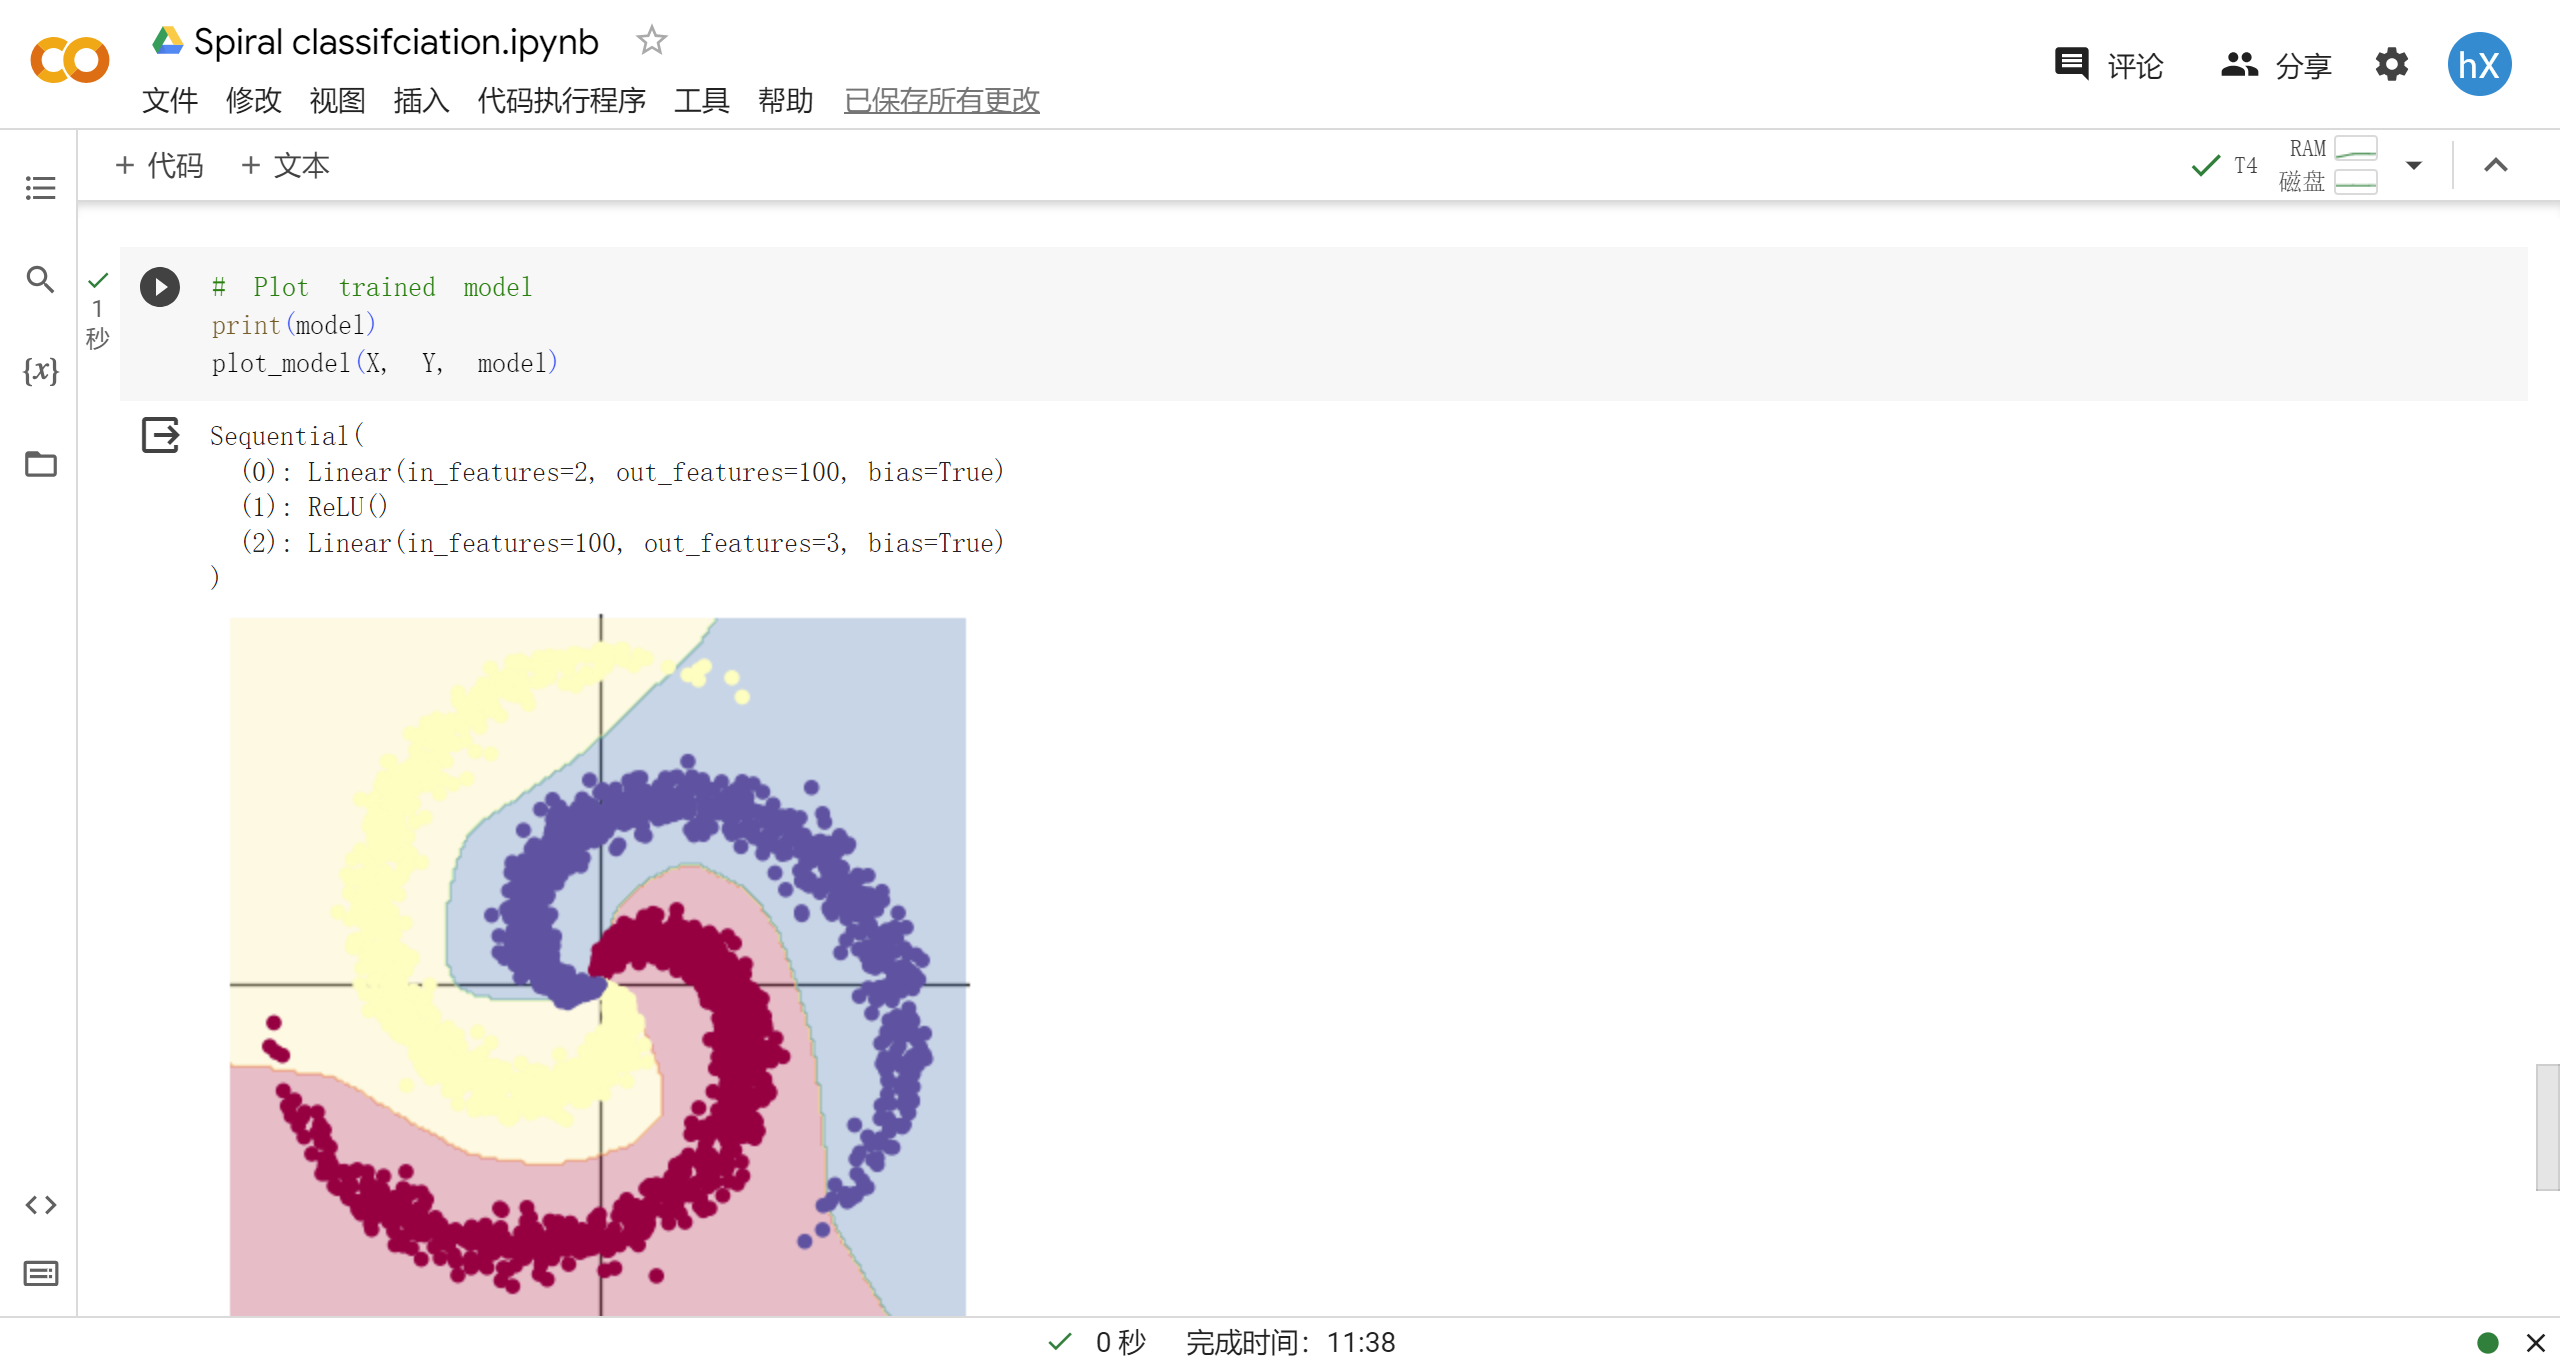 Spiral classifciation.ipynb
文件 修改 视图 插入 代码执行程序 工具 帮助 已保存所有更改
评论 分享 hX
+ 代码 + 文本
T4 RAM 磁盘
{x}
1
秒
# Plot trained model
print(model)
plot_model(X, Y, model)
Sequential(
(0): Linear(in_features=2, out_features=100, bias=True)
(1): ReLU()
(2): Linear(in_features=100, out_features=3, bias=True)
)
0 秒 完成时间：11:38